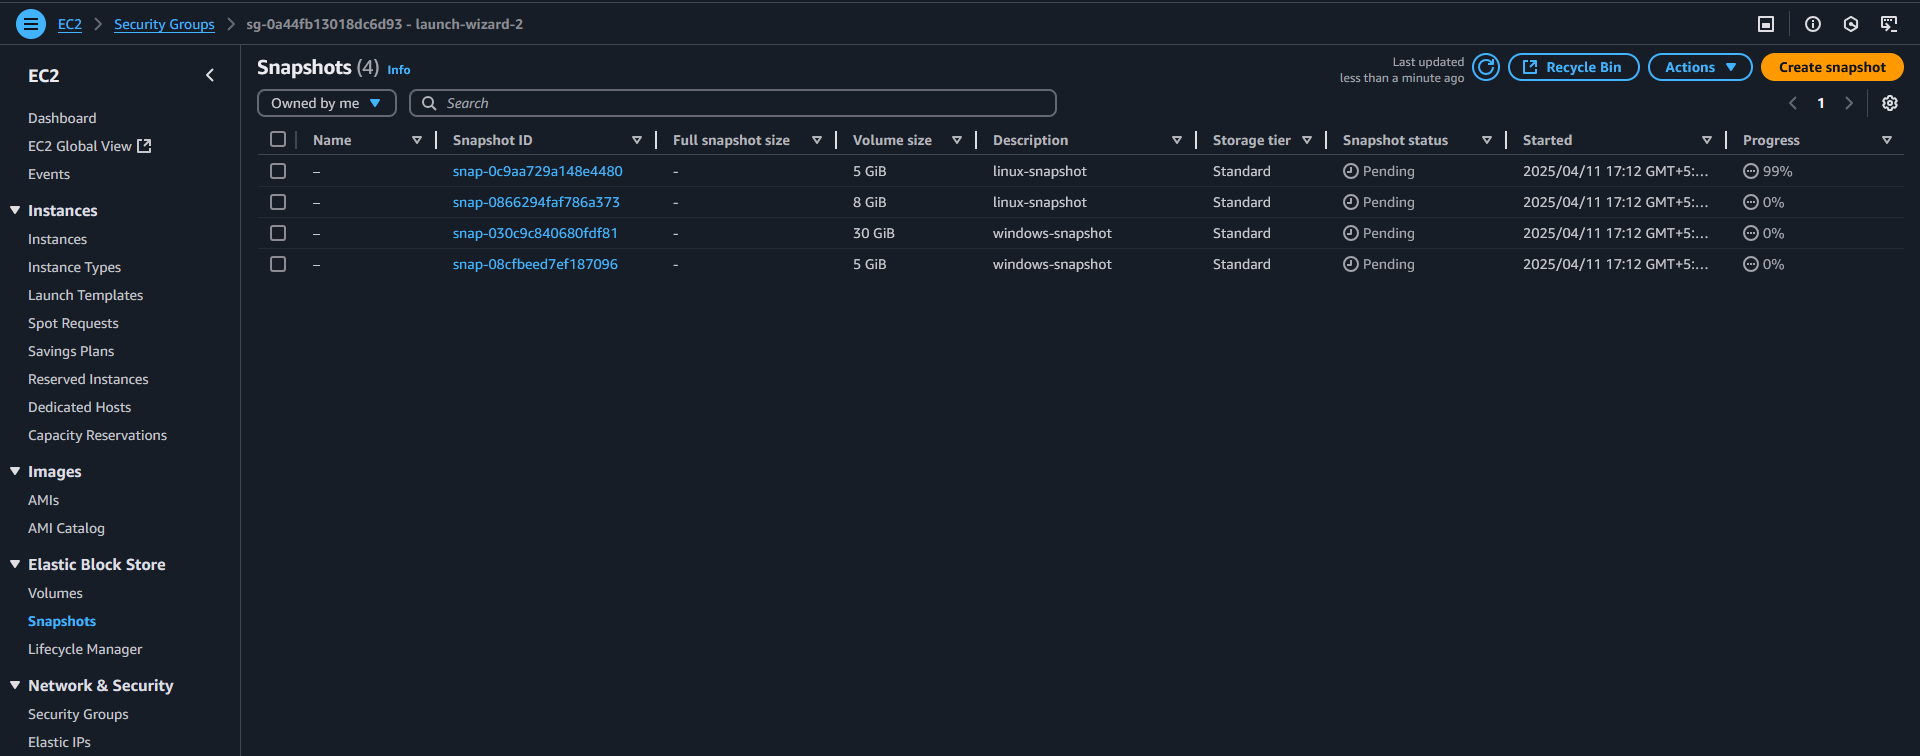 EC2 > Security Groups > sg-0a44fb13018dc6d93 - launch-wizard-2
EC2
Dashboard
EC2 Global View
Events
Instances
Instances
Instance Types
Launch Templates
Spot Requests
Savings Plans
Reserved Instances
Dedicated Hosts
Capacity Reservations
Images
AMIs
AMI Catalog
Elastic Block Store
Volumes
Snapshots
Lifecycle Manager
Network & Security
Security Groups
Elastic IPs
Snapshots (4) Info
Last updated
less than a minute ago
Recycle Bin
Actions
Create snapshot
Owned by me
Search
1
Name Snapshot ID Full snapshot size Volume size Description Storage tier Snapshot status Started Progress
– snap-0c9aa729a148e4480 - 5 GiB linux-snapshot Standard Pending 2025/04/11 17:12 GMT+5:... 99%
– snap-0866294faf786a373 - 8 GiB linux-snapshot Standard Pending 2025/04/11 17:12 GMT+5:... 0%
– snap-030c9c840680fdf81 - 30 GiB windows-snapshot Standard Pending 2025/04/11 17:12 GMT+5:... 0%
– snap-08cfbeed7ef187096 - 5 GiB windows-snapshot Standard Pending 2025/04/11 17:12 GMT+5:... 0%